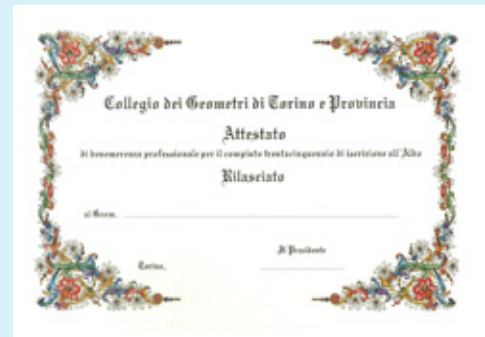 Collegio dei Geometri di Torino e Provincia
Attestato
di benemerenza professionale per il compiuto trentacinquennio di iscrizione all'Albo
Rilasciato
al Geom.
Il Presidente
Torino,